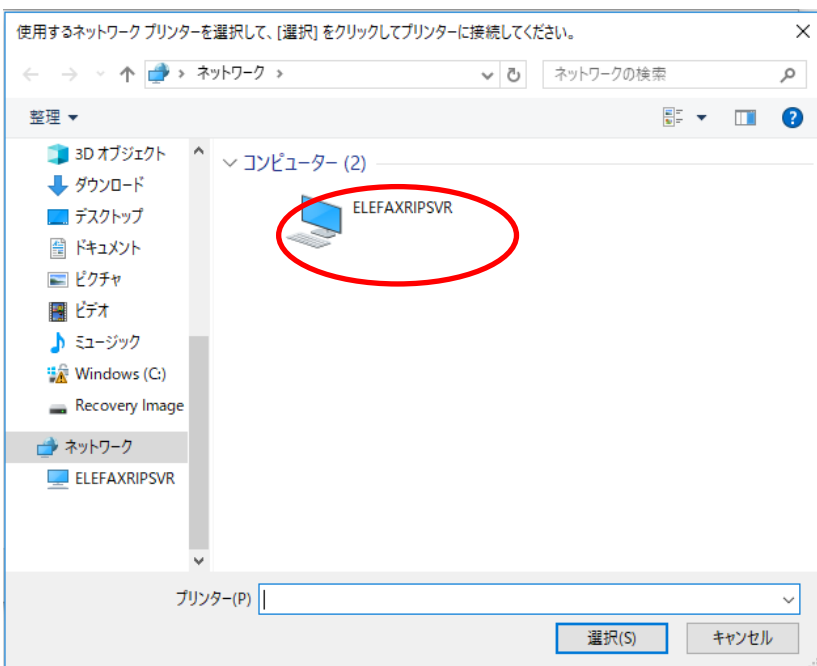 使用するネットワーク プリンターを選択して、[選択] をクリックしてプリンターに接続してください。
ネットワーク
ネットワークの検索
整理
3D オブジェクト
ダウンロード
デスクトップ
ドキュメント
ピクチャ
ビデオ
ミュージック
Windows (C:)
Recovery Image
ネットワーク
ELEFAXRIPSVR
コンピューター (2)
ELEFAXRIPSVR
プリンター(P)
選択(S)
キャンセル